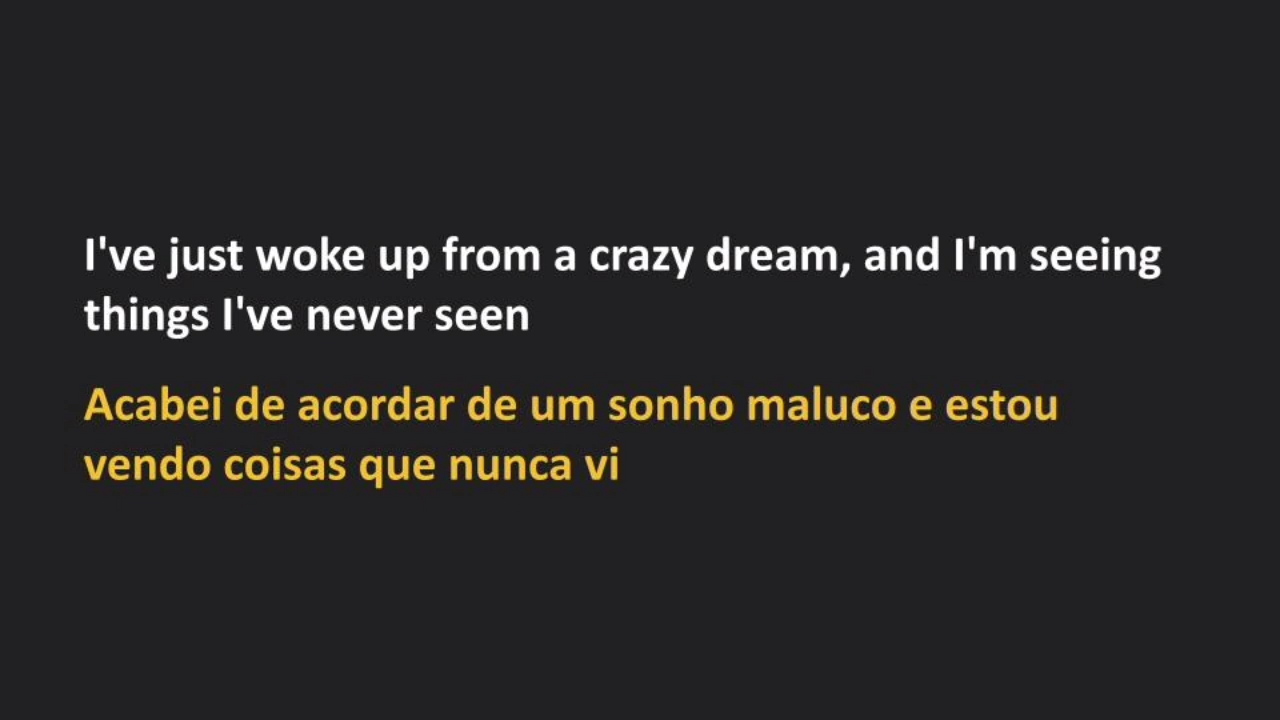 I've just woke up from a crazy dream, and I'm seeing
things I've never seen
Acabei de acordar de um sonho maluco e estou
vendo coisas que nunca vi